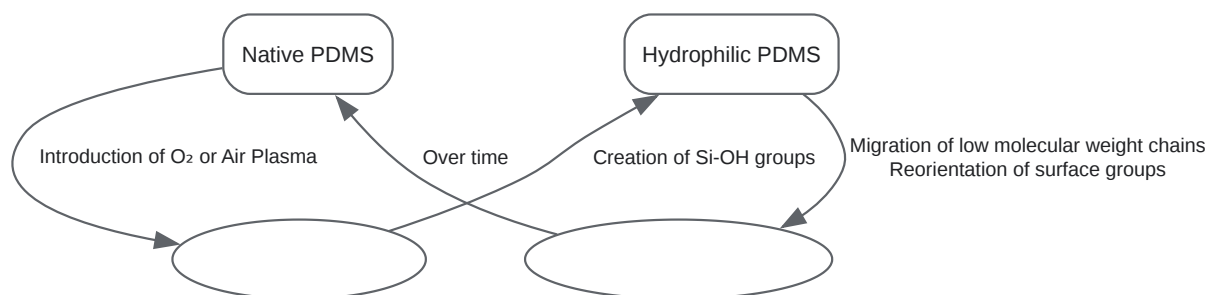 Native PDMS
Hydrophilic PDMS
Introduction of O₂ or Air Plasma
Over time
Creation of Si-OH groups
Migration of low molecular weight chains
Reorientation of surface groups